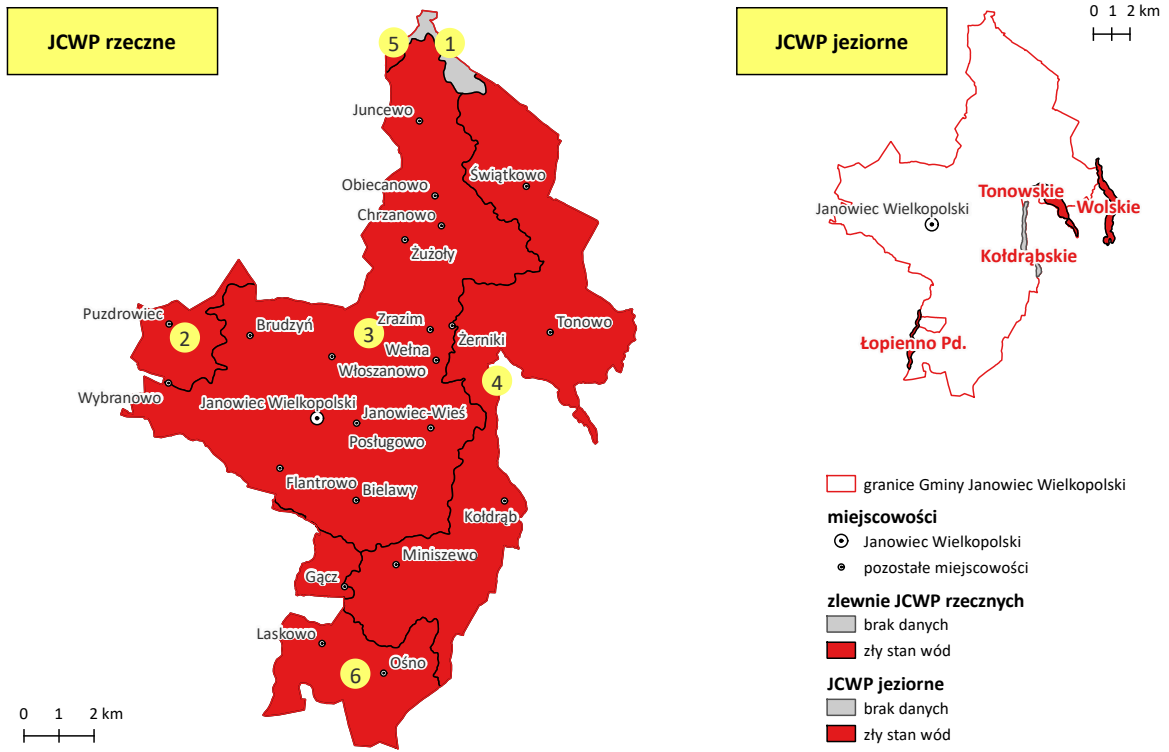 JCWP rzeczne
5
1
Juncewo
Świątkowo
Obiecanowo
Chrzanowo
Żużoły
Puzdrowiec
2
Brudzyń
3
Zrazim
Żerniki
Tonowo
Wełna
Włoszanowo
4
Wybranowo
Janowiec Wielkopolski
Janowiec-Wieś
Posługowo
Flantrowo
Bielawy
Kołdrąb
Miniszewo
Gącz
Laskowo
6
Ośno
0 1 2 km
JCWP jeziorne
0 1 2 km
Tonowskie
Wolskie
Janowiec Wielkopolski
Kołdrąbskie
Łopienno Pd.
granice Gminy Janowiec Wielkopolski
miejscowości
Janowiec Wielkopolski
pozostałe miejscowości
zlewnie JCWP rzecznych
brak danych
zły stan wód
JCWP jeziorne
brak danych
zły stan wód